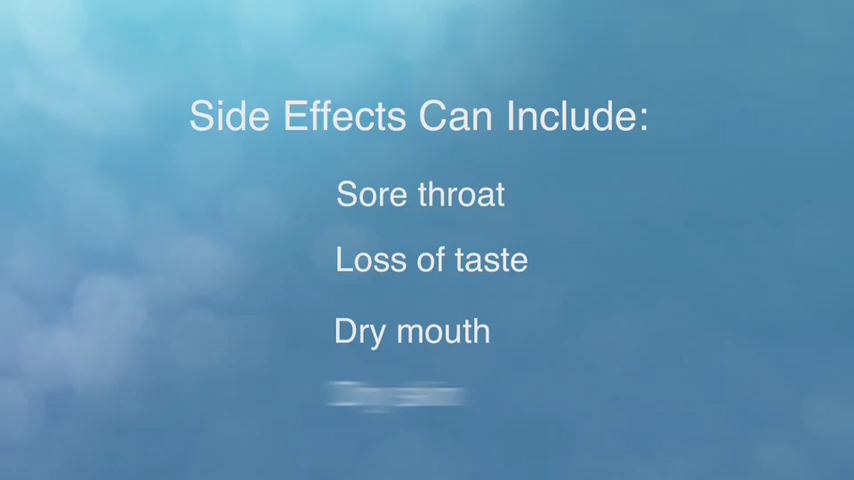 Side Effects Can Include:
Sore throat
Loss of taste
Dry mouth